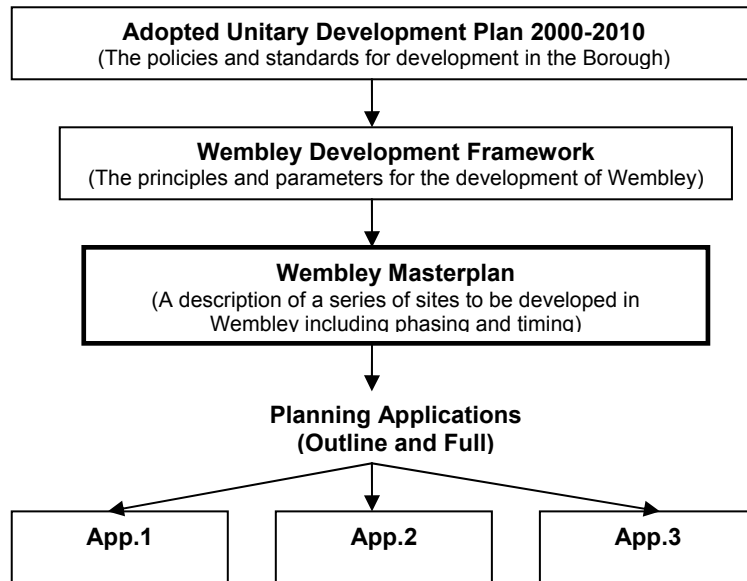 Adopted Unitary Development Plan 2000-2010
(The policies and standards for development in the Borough)
Wembley Development Framework
(The principles and parameters for the development of Wembley)
Wembley Masterplan
(A description of a series of sites to be developed in
Wembley including phasing and timing)
Planning Applications
(Outline and Full)
App.1
App.2
App.3